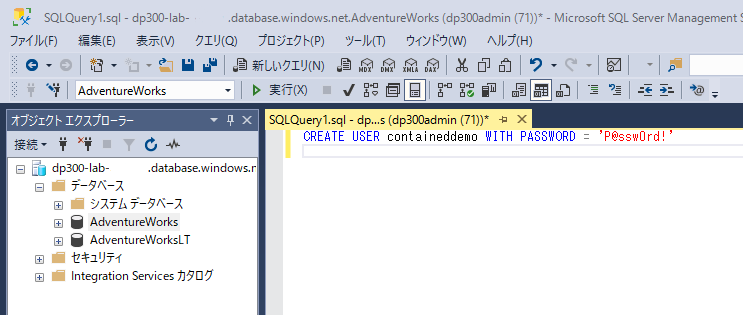 SQLQuery1.sql - dp300-lab- .database.windows.net.AdventureWorks (dp300admin (71))* - Microsoft SQL Server Management S
ファイル(F) 編集(E) 表示(V) クエリ(Q) プロジェクト(P) ツール(T) ウィンドウ(W) ヘルプ(H)
新しいクエリ(N) MDX DMX XMLA DAX
AdventureWorks 実行(X)
オブジェクト エクスプローラー
SQLQuery1.sql - dp...s (dp300admin (71))*
接続
CREATE USER containeddemo WITH PASSWORD = 'P@ssw0rd!'
dp300-lab- .database.windows.n
データベース
システム データベース
AdventureWorks
AdventureWorksLT
セキュリティ
Integration Services カタログ